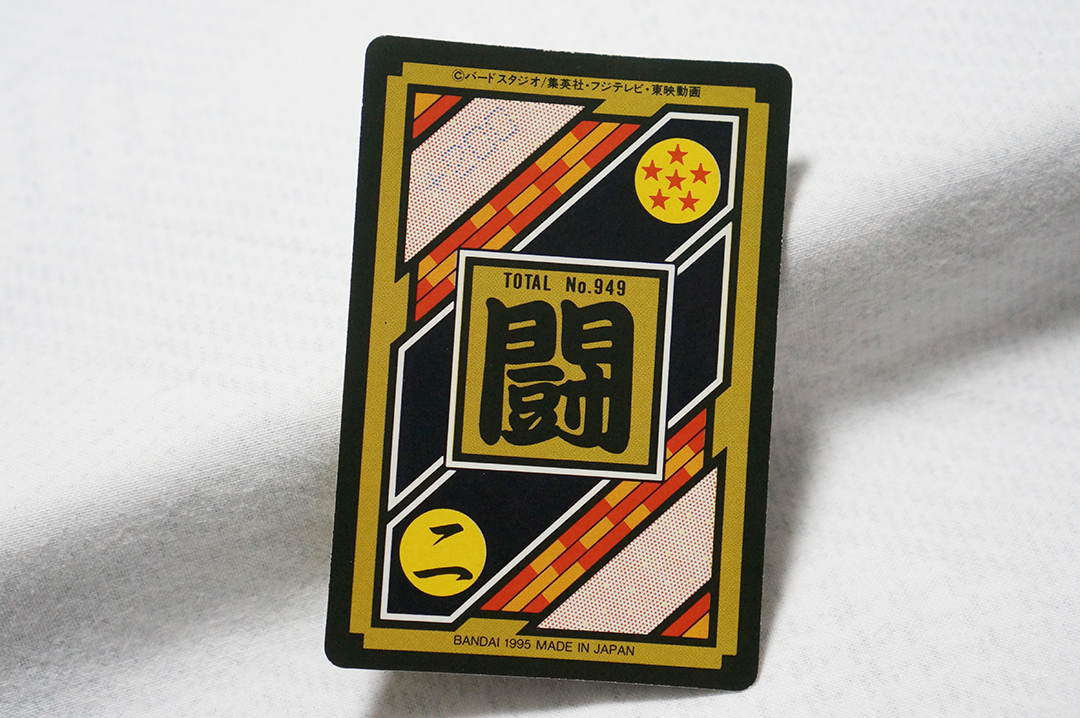 ©バードスタジオ/集英社・フジテレビ・東映動画
TOTAL No.949
闘
二
BANDAI 1995 MADE IN JAPAN